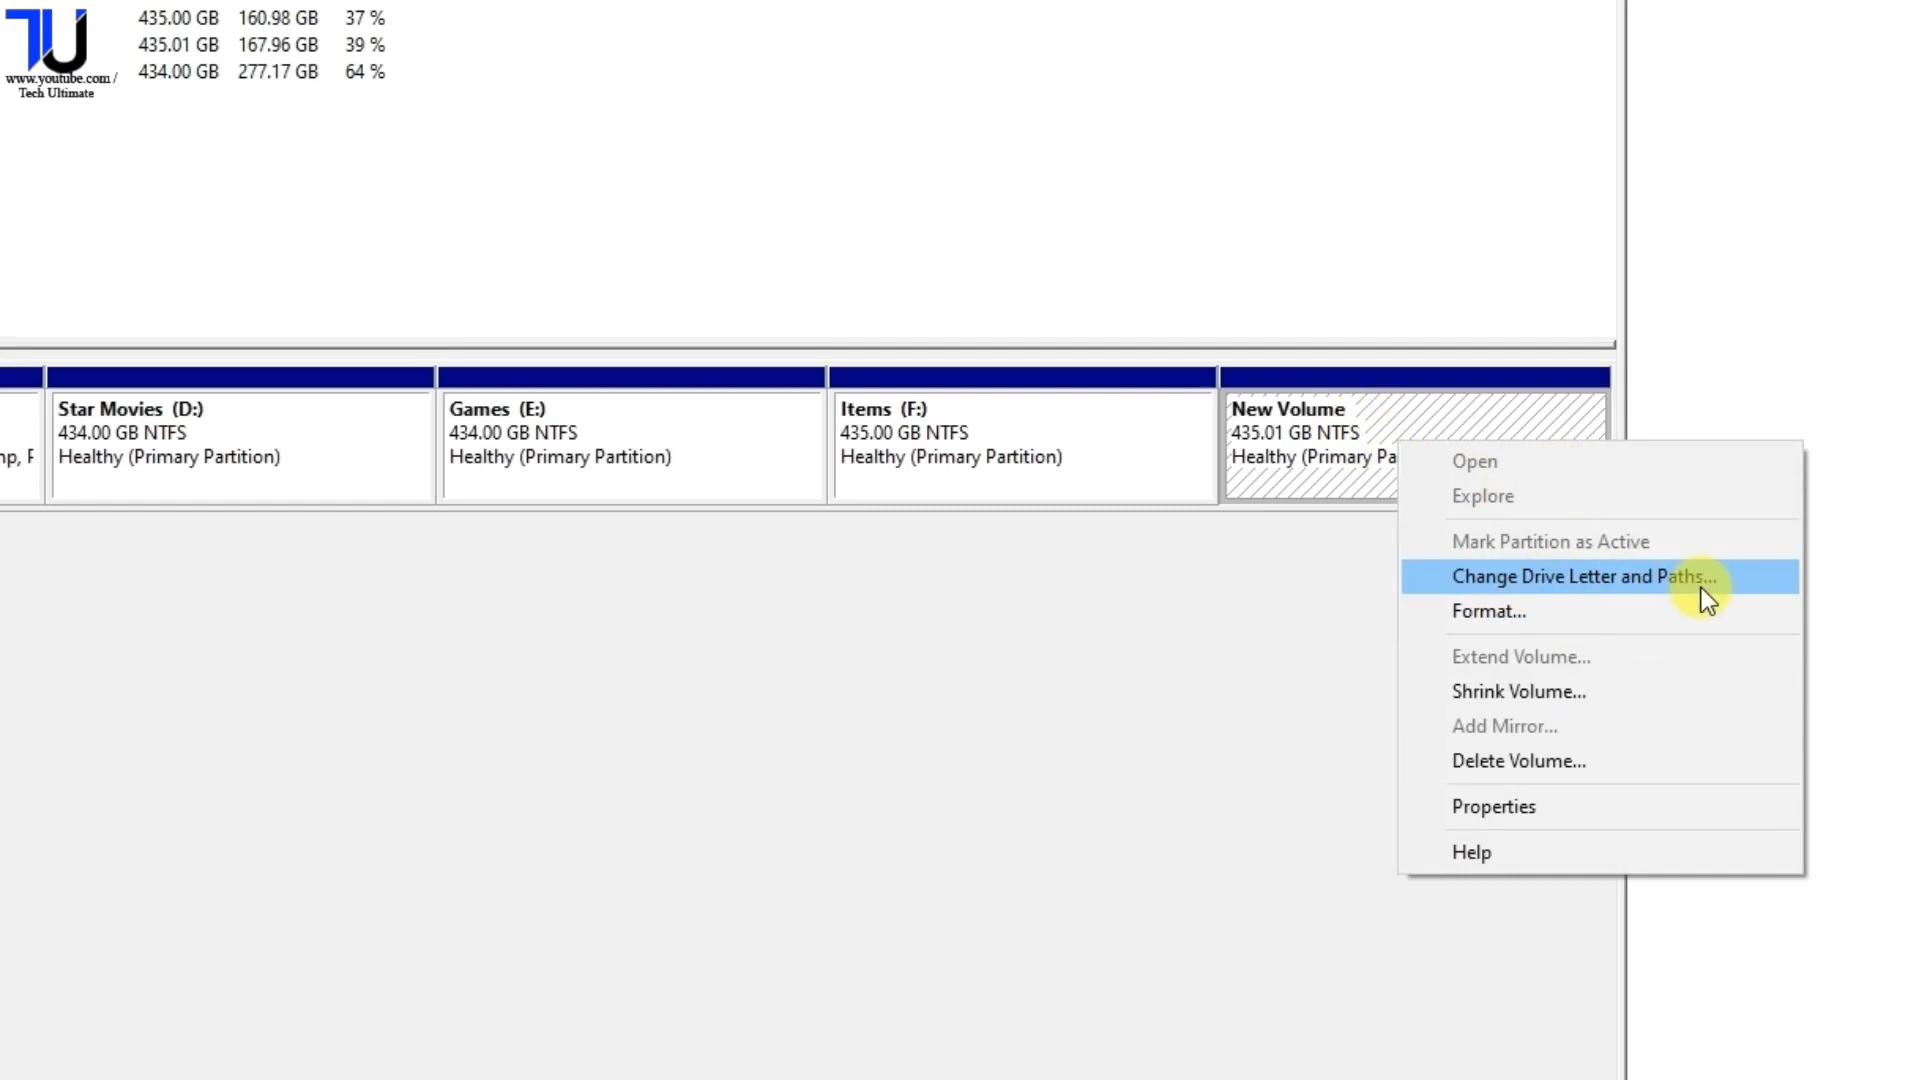 TU
www.youtube.com/
Tech Ultimate
435.00 GB 160.98 GB 37 %
435.01 GB 167.96 GB 39 %
434.00 GB 277.17 GB 64 %
Star Movies (D:)
434.00 GB NTFS
Healthy (Primary Partition)
Games (E:)
434.00 GB NTFS
Healthy (Primary Partition)
Items (F:)
435.00 GB NTFS
Healthy (Primary Partition)
New Volume
435.01 GB NTFS
Healthy (Primary Pa
Open
Explore
Mark Partition as Active
Change Drive Letter and Paths...
Format...
Extend Volume...
Shrink Volume...
Add Mirror...
Delete Volume...
Properties
Help